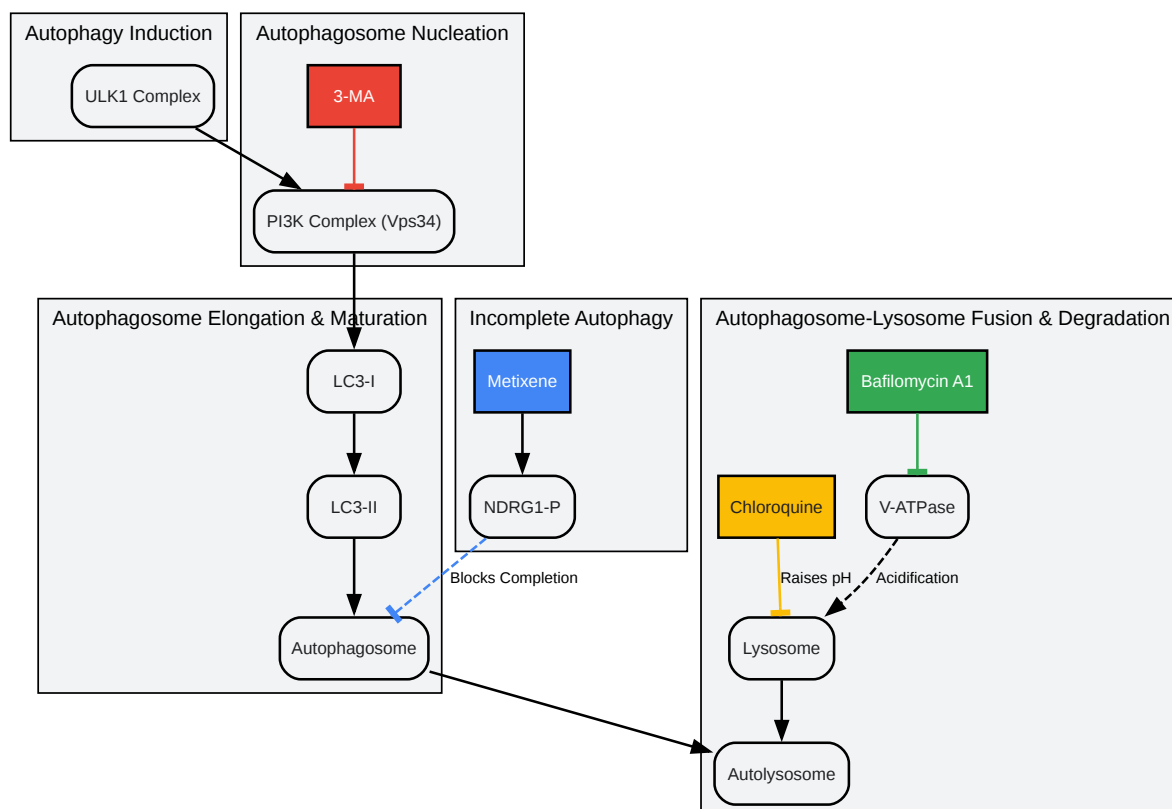 Autophagy Induction
Autophagosome Nucleation
ULK1 Complex
3-MA
PI3K Complex (Vps34)
Autophagosome Elongation & Maturation
Incomplete Autophagy
Autophagosome-Lysosome Fusion & Degradation
LC3-I
Metixene
Bafilomycin A1
LC3-II
NDRG1-P
Chloroquine
V-ATPase
Blocks Completion
Raises pH
Acidification
Autophagosome
Lysosome
Autolysosome